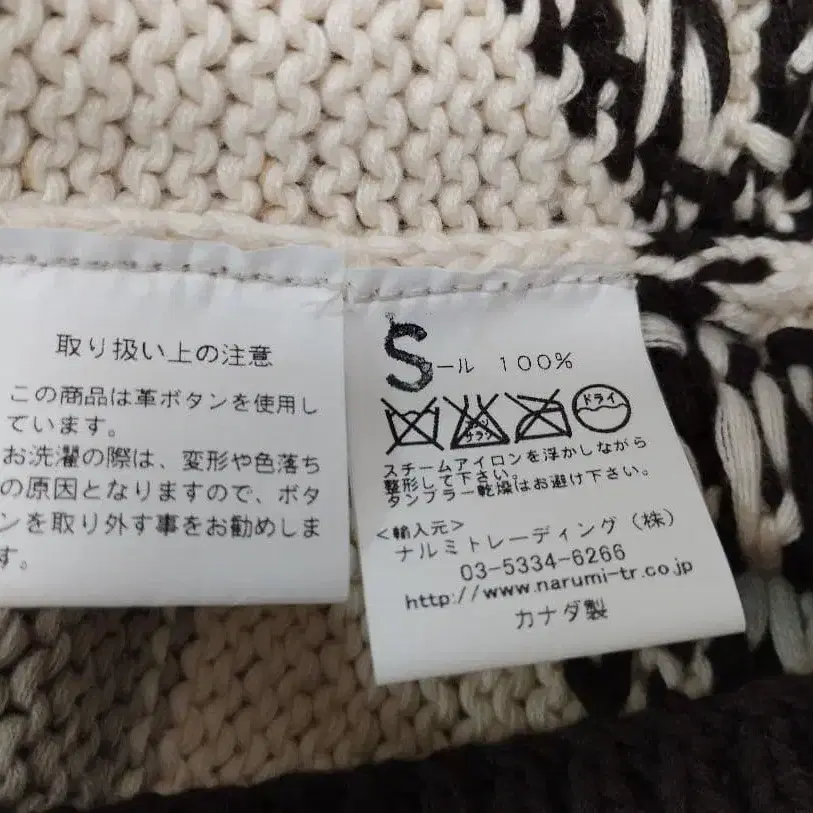 取り扱い上の注意
この商品は革ボタンを使用し
ています。
お洗濯の際は、変形や色落ち
の原因となりますので、ボタ
ンを取り外す事をお勧めしま
す。
S
ール 100%
ドライ
スチームアイロンを浮かしながら
整形して下さい。
タンブラー乾燥はお避け下さい。
<輸入元>
ナルミトレーディング(株)
03-5334-6266
http://www.narumi-tr.co.jp
カナダ製